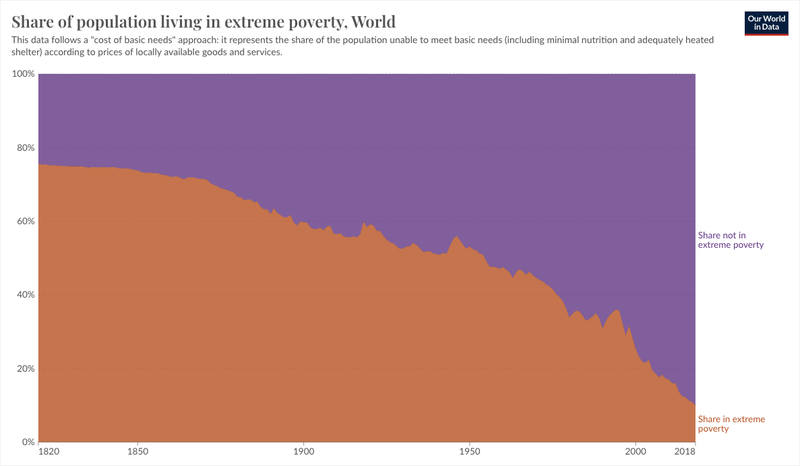 Share of population living in extreme poverty, World
Our World
in Data
This data follows a "cost of basic needs" approach: it represents the share of the population unable to meet basic needs (including minimal nutrition and adequately heated
shelter) according to prices of locally available goods and services.
100%
80%
60%
40%
20%
0%
Share not in
extreme poverty
Share in extreme
poverty
1820
1850
1900
1950
2000
2018